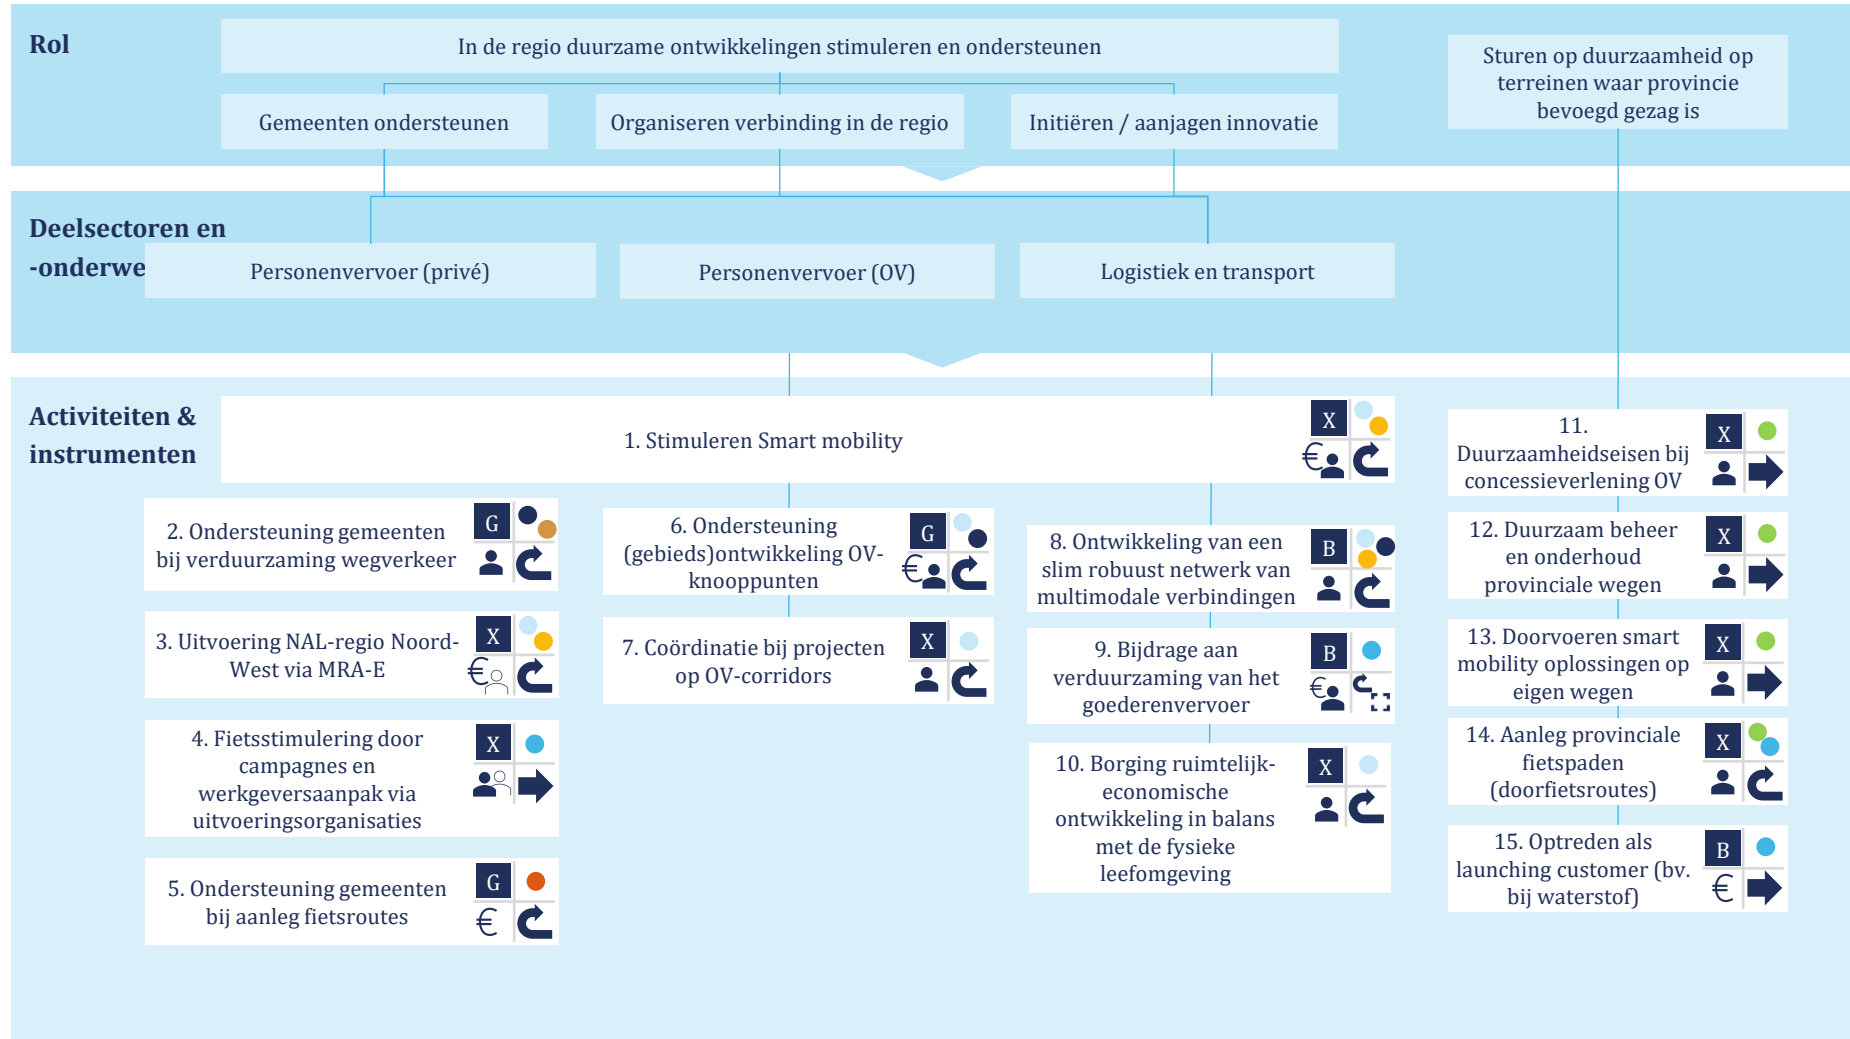 Rol
In de regio duurzame ontwikkelingen stimuleren en ondersteunen
Sturen op duurzaamheid op
terreinen waar provincie
bevoegd gezag is
Gemeenten ondersteunen
Organiseren verbinding in de regio
Initiëren / aanjagen innovatie
Deelsectoren en
-onderwe
Personenvervoer (privé)
Personenvervoer (OV)
Logistiek en transport
Activiteiten &
instrumenten
1. Stimuleren Smart mobility
X
€
2. Ondersteuning gemeenten
bij verduurzaming wegverkeer
G
3. Uitvoering NAL-regio Noord-
West via MRA-E
X
€
4. Fietsstimulering door
campagnes en
werkgeversaanpak via
uitvoeringsorganisaties
X
5. Ondersteuning gemeenten
bij aanleg fietsroutes
G
€
6. Ondersteuning
(gebieds)ontwikkeling OV-
knooppunten
G
€
7. Coördinatie bij projecten
op OV-corridors
X
8. Ontwikkeling van een
slim robuust netwerk van
multimodale verbindingen
B
9. Bijdrage aan
verduurzaming van het
goederenvervoer
B
€
10. Borging ruimtelijk-
economische
ontwikkeling in balans
met de fysieke
leefomgeving
X
11.
Duurzaamheidseisen bij
concessieverlening OV
X
12. Duurzaam beheer
en onderhoud
provinciale wegen
X
13. Doorvoeren smart
mobility oplossingen op
eigen wegen
X
14. Aanleg provinciale
fietspaden
(doorfietsroutes)
X
15. Optreden als
launching customer (bv.
bij waterstof)
B
€